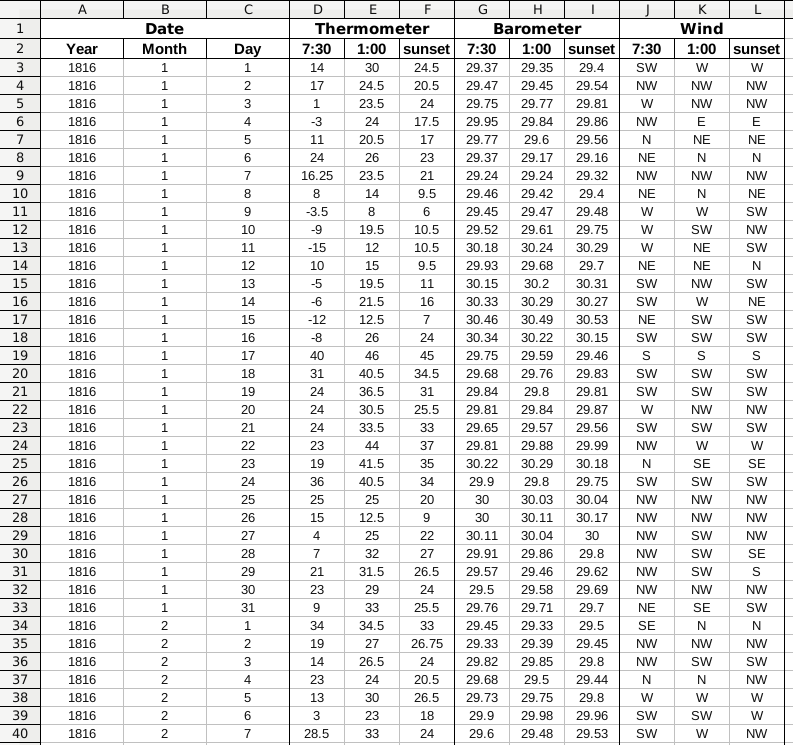 A B C D E F G H I J K L
1 Date Thermometer Barometer Wind
2 Year Month Day 7:30 1:00 sunset 7:30 1:00 sunset 7:30 1:00 sunset
3 1816 1 1 14 30 24.5 29.37 29.35 29.4 SW W W
4 1816 1 2 17 24.5 20.5 29.47 29.45 29.54 NW NW NW
5 1816 1 3 1 23.5 24 29.75 29.77 29.81 W NW NW
6 1816 1 4 -3 24 17.5 29.95 29.84 29.86 NW E E
7 1816 1 5 11 20.5 17 29.77 29.6 29.56 N NE NE
8 1816 1 6 24 26 23 29.37 29.17 29.16 NE N N
9 1816 1 7 16.25 23.5 21 29.24 29.24 29.32 NW NW NW
10 1816 1 8 8 14 9.5 29.46 29.42 29.4 NE N NE
11 1816 1 9 -3.5 8 6 29.45 29.47 29.48 W W SW
12 1816 1 10 -9 19.5 10.5 29.52 29.61 29.75 W SW NW
13 1816 1 11 -15 12 10.5 30.18 30.24 30.29 W NE SW
14 1816 1 12 10 15 9.5 29.93 29.68 29.7 NE NE N
15 1816 1 13 -5 19.5 11 30.15 30.2 30.31 SW NW SW
16 1816 1 14 -6 21.5 16 30.33 30.29 30.27 SW W NE
17 1816 1 15 -12 12.5 7 30.46 30.49 30.53 NE SW SW
18 1816 1 16 -8 26 24 30.34 30.22 30.15 SW SW SW
19 1816 1 17 40 46 45 29.75 29.59 29.46 S S S
20 1816 1 18 31 40.5 34.5 29.68 29.76 29.83 SW SW SW
21 1816 1 19 24 36.5 31 29.84 29.8 29.81 SW SW SW
22 1816 1 20 24 30.5 25.5 29.81 29.84 29.87 W NW NW
23 1816 1 21 24 33.5 33 29.65 29.57 29.56 SW SW SW
24 1816 1 22 23 44 37 29.81 29.88 29.99 NW W W
25 1816 1 23 19 41.5 35 30.22 30.29 30.18 N SE SE
26 1816 1 24 36 40.5 34 29.9 29.8 29.75 SW SW SW
27 1816 1 25 25 25 20 30 30.03 30.04 NW NW NW
28 1816 1 26 15 12.5 9 30 30.11 30.17 NW NW NW
29 1816 1 27 4 25 22 30.11 30.04 30 NW SW NW
30 1816 1 28 7 32 27 29.91 29.86 29.8 NW SW SE
31 1816 1 29 21 31.5 26.5 29.57 29.46 29.62 NW SW S
32 1816 1 30 23 29 24 29.5 29.58 29.69 NW NW NW
33 1816 1 31 9 33 25.5 29.76 29.71 29.7 NE SE SW
34 1816 2 1 34 34.5 33 29.45 29.33 29.5 SE N N
35 1816 2 2 19 27 26.75 29.33 29.39 29.45 NW NW NW
36 1816 2 3 14 26.5 24 29.82 29.85 29.8 NW SW SW
37 1816 2 4 23 24 20.5 29.68 29.5 29.44 N N NW
38 1816 2 5 13 30 26.5 29.73 29.75 29.8 W W W
39 1816 2 6 3 23 18 29.9 29.98 29.96 SW SW W
40 1816 2 7 28.5 33 24 29.6 29.48 29.53 SW W NW